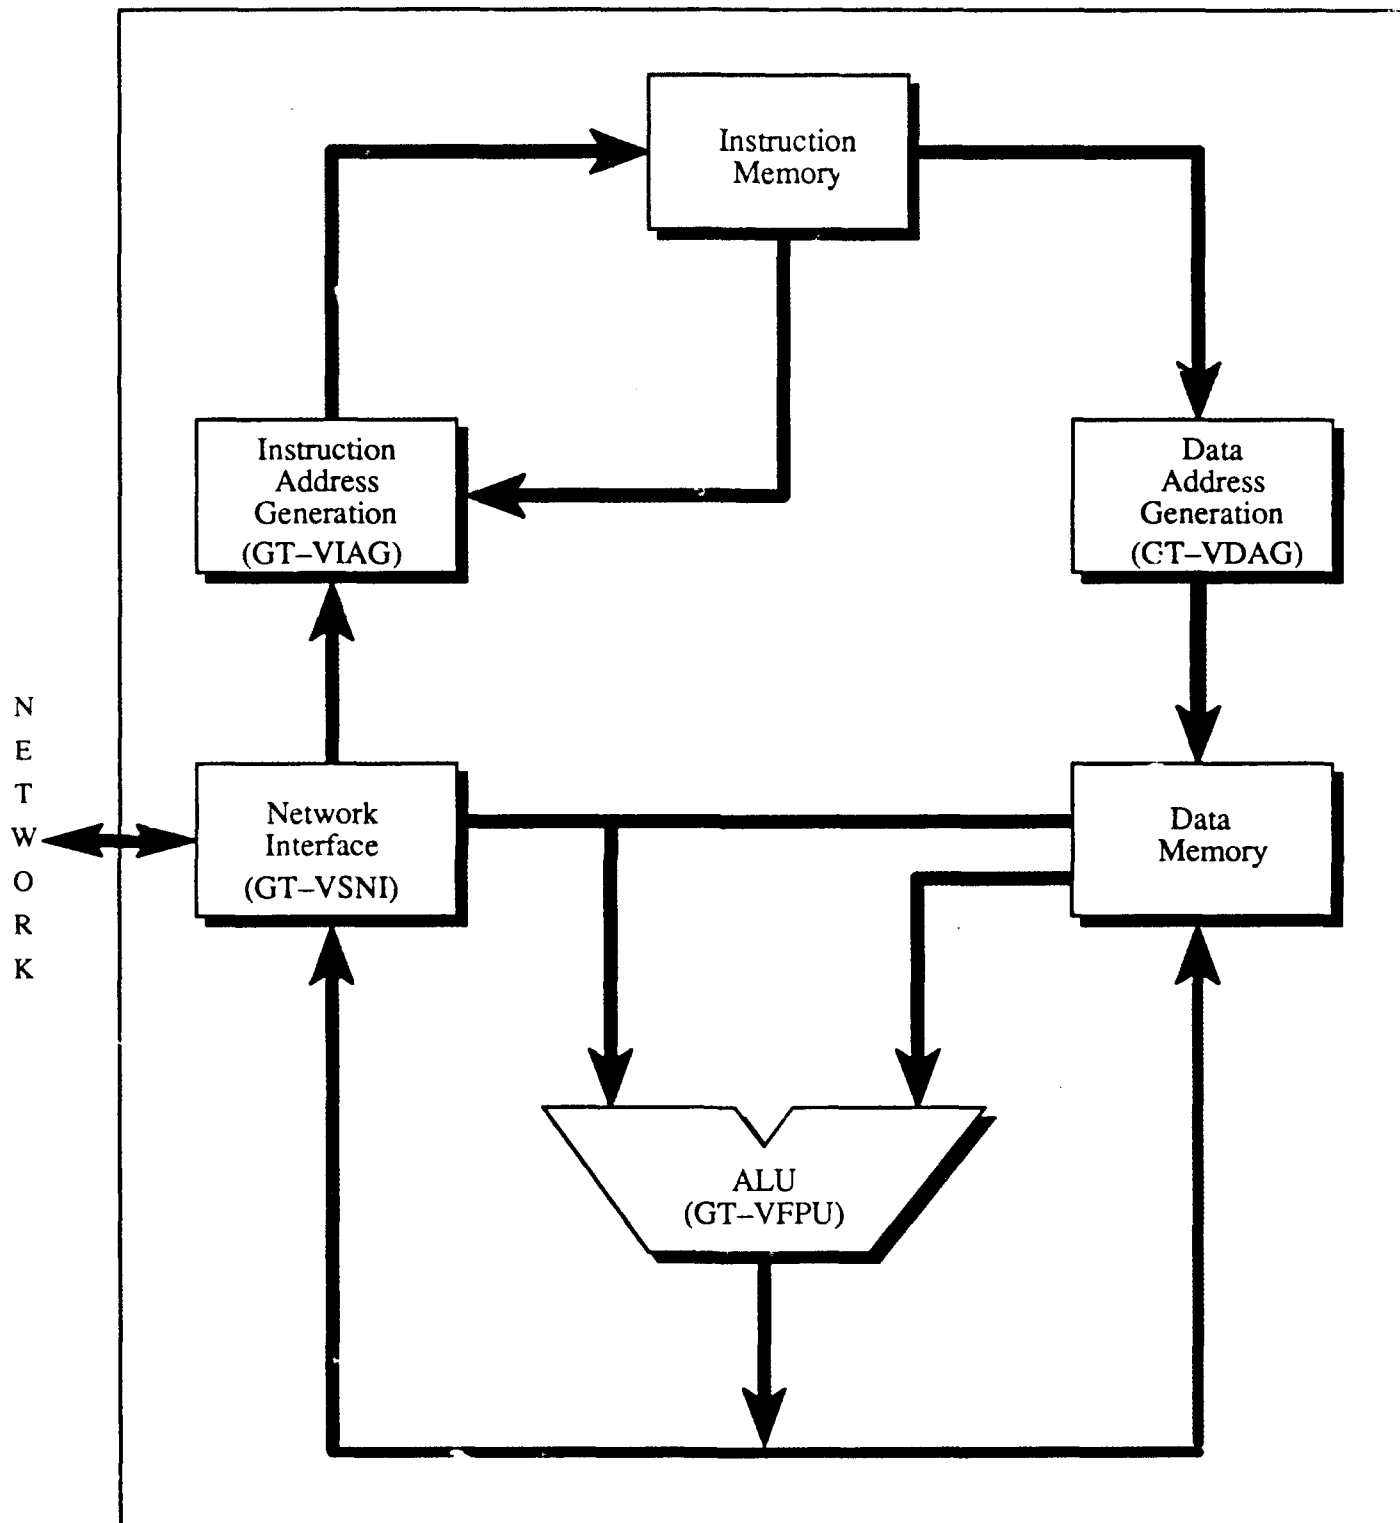 Instruction
Memory
Instruction
Address
Generation
(GT–VIAG)
Data
Address
Generation
(GT–VDAG)
N
E
T
W
O
R
K
Network
Interface
(GT–VSNI)
Data
Memory
ALU
(GT–VFPU)